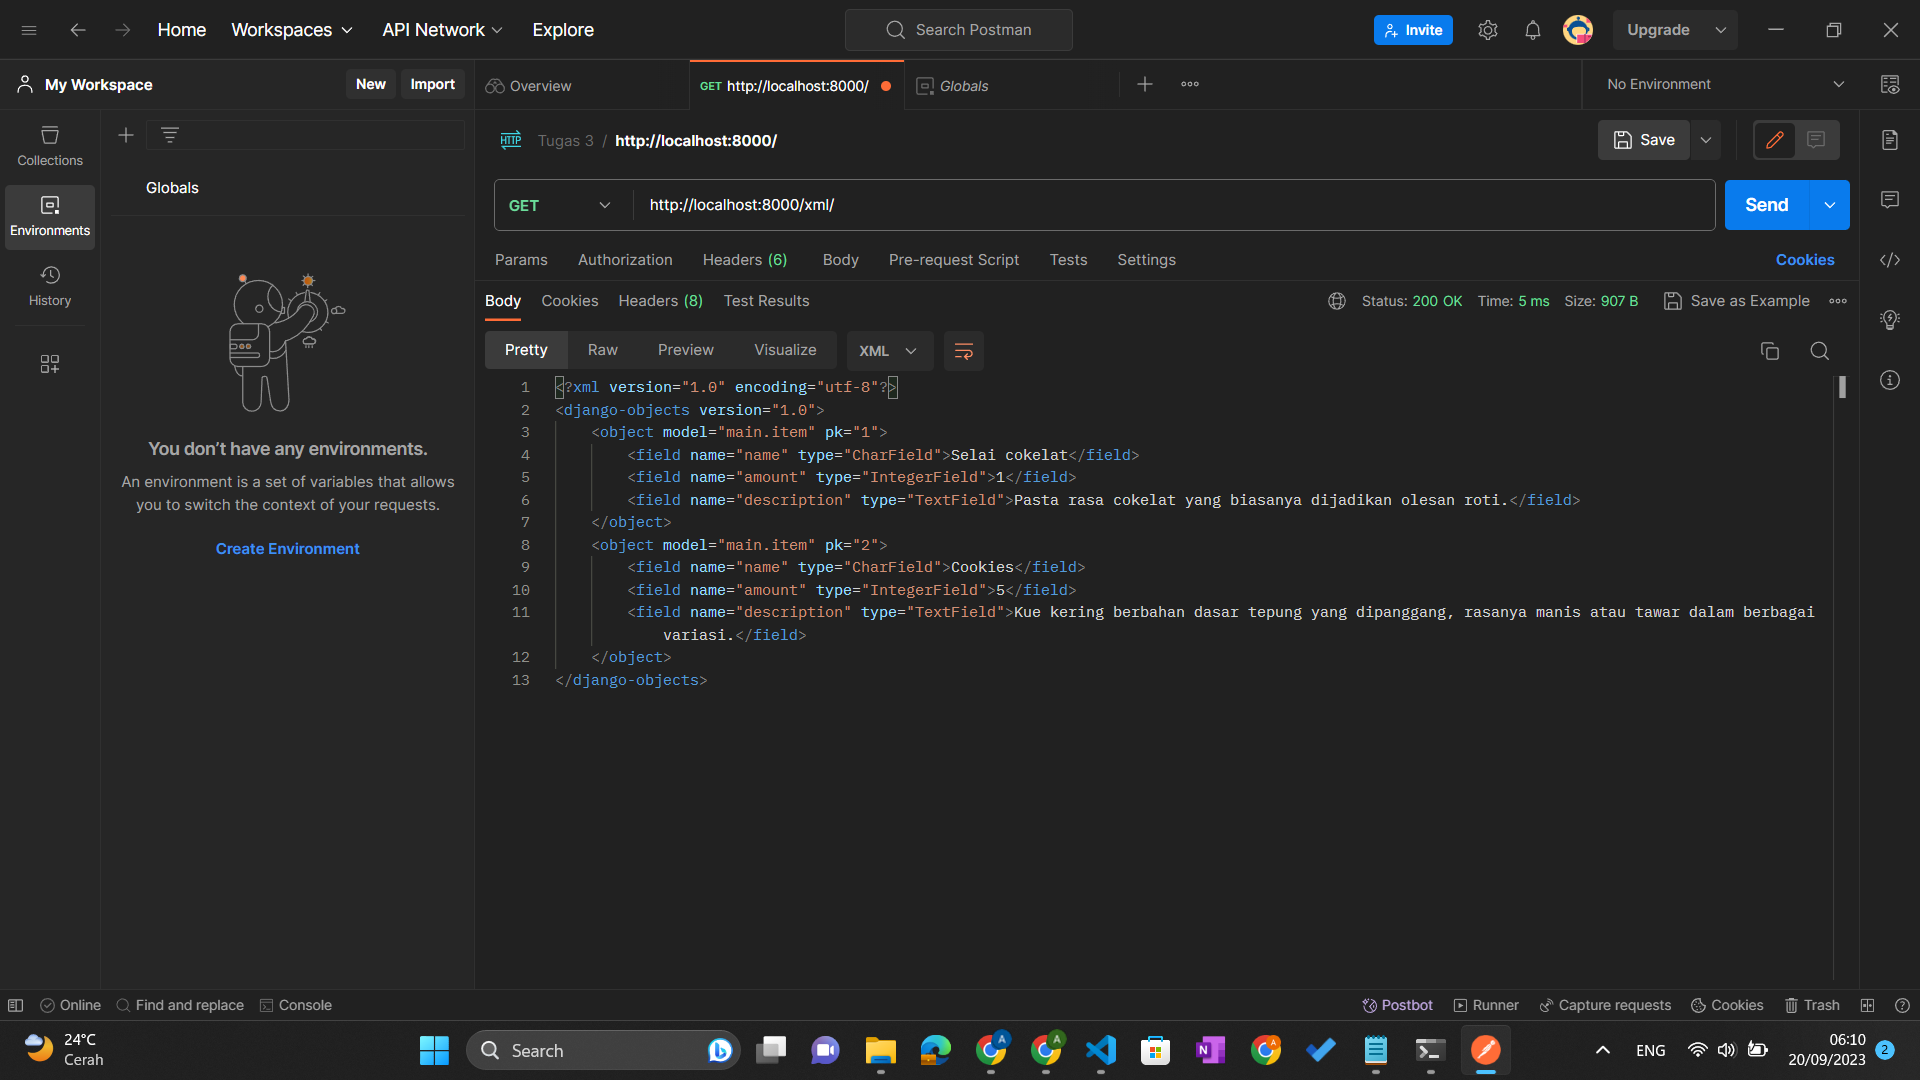 Home Workspaces API Network Explore Search Postman Invite Upgrade
My Workspace New Import Overview GET http://localhost:8000/ Globals No Environment
Collections
Environments
History
Globals
You don’t have any environments.
An environment is a set of variables that allows
you to switch the context of your requests.
Create Environment
HTTP Tugas 3 / http://localhost:8000/ Save
GET http://localhost:8000/xml/ Send
Params Authorization Headers (6) Body Pre-request Script Tests Settings Cookies
Body Cookies Headers (8) Test Results Status: 200 OK Time: 5 ms Size: 907 B Save as Example
Pretty Raw Preview Visualize XML
1 <?xml version="1.0" encoding="utf-8"?>
2 <django-objects version="1.0">
3 <object model="main.item" pk="1">
4 <field name="name" type="CharField">Selai cokelat</field>
5 <field name="amount" type="IntegerField">1</field>
6 <field name="description" type="TextField">Pasta rasa cokelat yang biasanya dijadikan olesan roti.</field>
7 </object>
8 <object model="main.item" pk="2">
9 <field name="name" type="CharField">Cookies</field>
10 <field name="amount" type="IntegerField">5</field>
11 <field name="description" type="TextField">Kue kering berbahan dasar tepung yang dipanggang, rasanya manis atau tawar dalam berbagai
variasi.</field>
12 </object>
13 </django-objects>
Online Find and replace Console Postbot Runner Capture requests Cookies Trash
24°C
Cerah
Search
A
A
N
A
ENG
06:10
20/09/2023
2